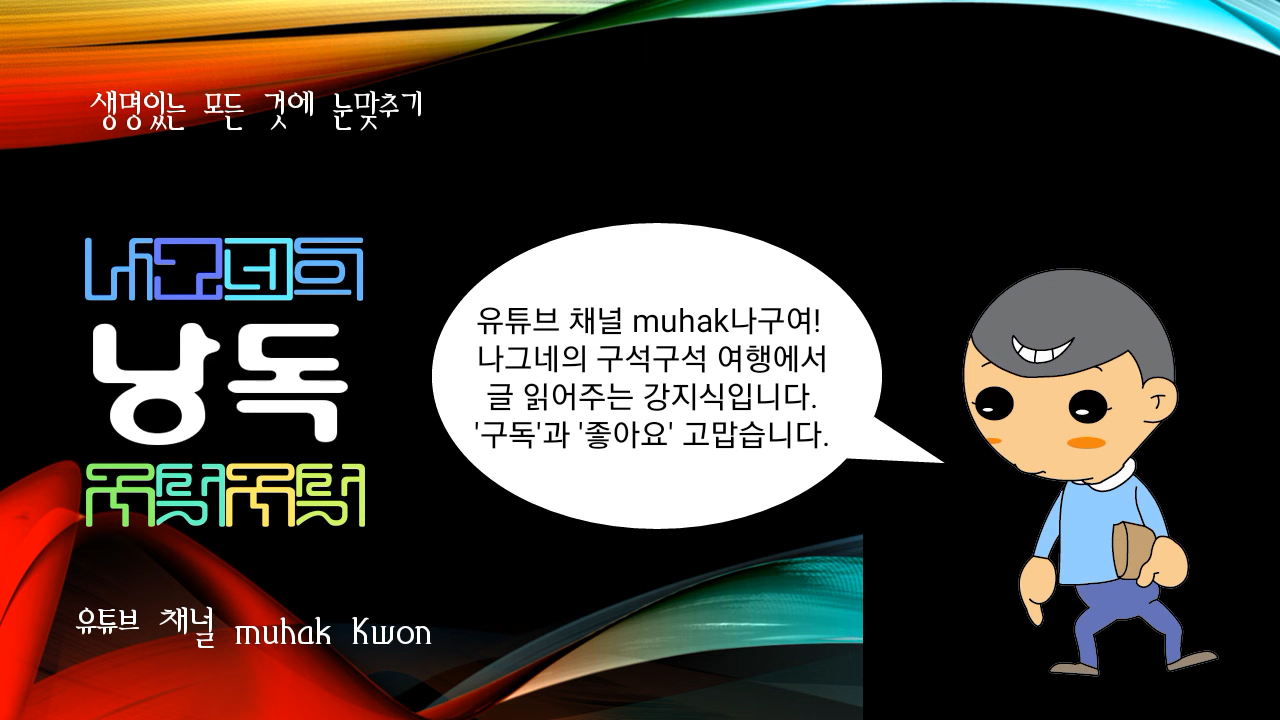 생명있는 모든 것에 눈맞추기
나그네의
낭독
구석구석
유튜브 채널 muhak나구여!
나그네의 구석구석 여행에서
글 읽어주는 강지식입니다.
'구독'과 '좋아요' 고맙습니다.
유튜브 채널 muhak Kwon